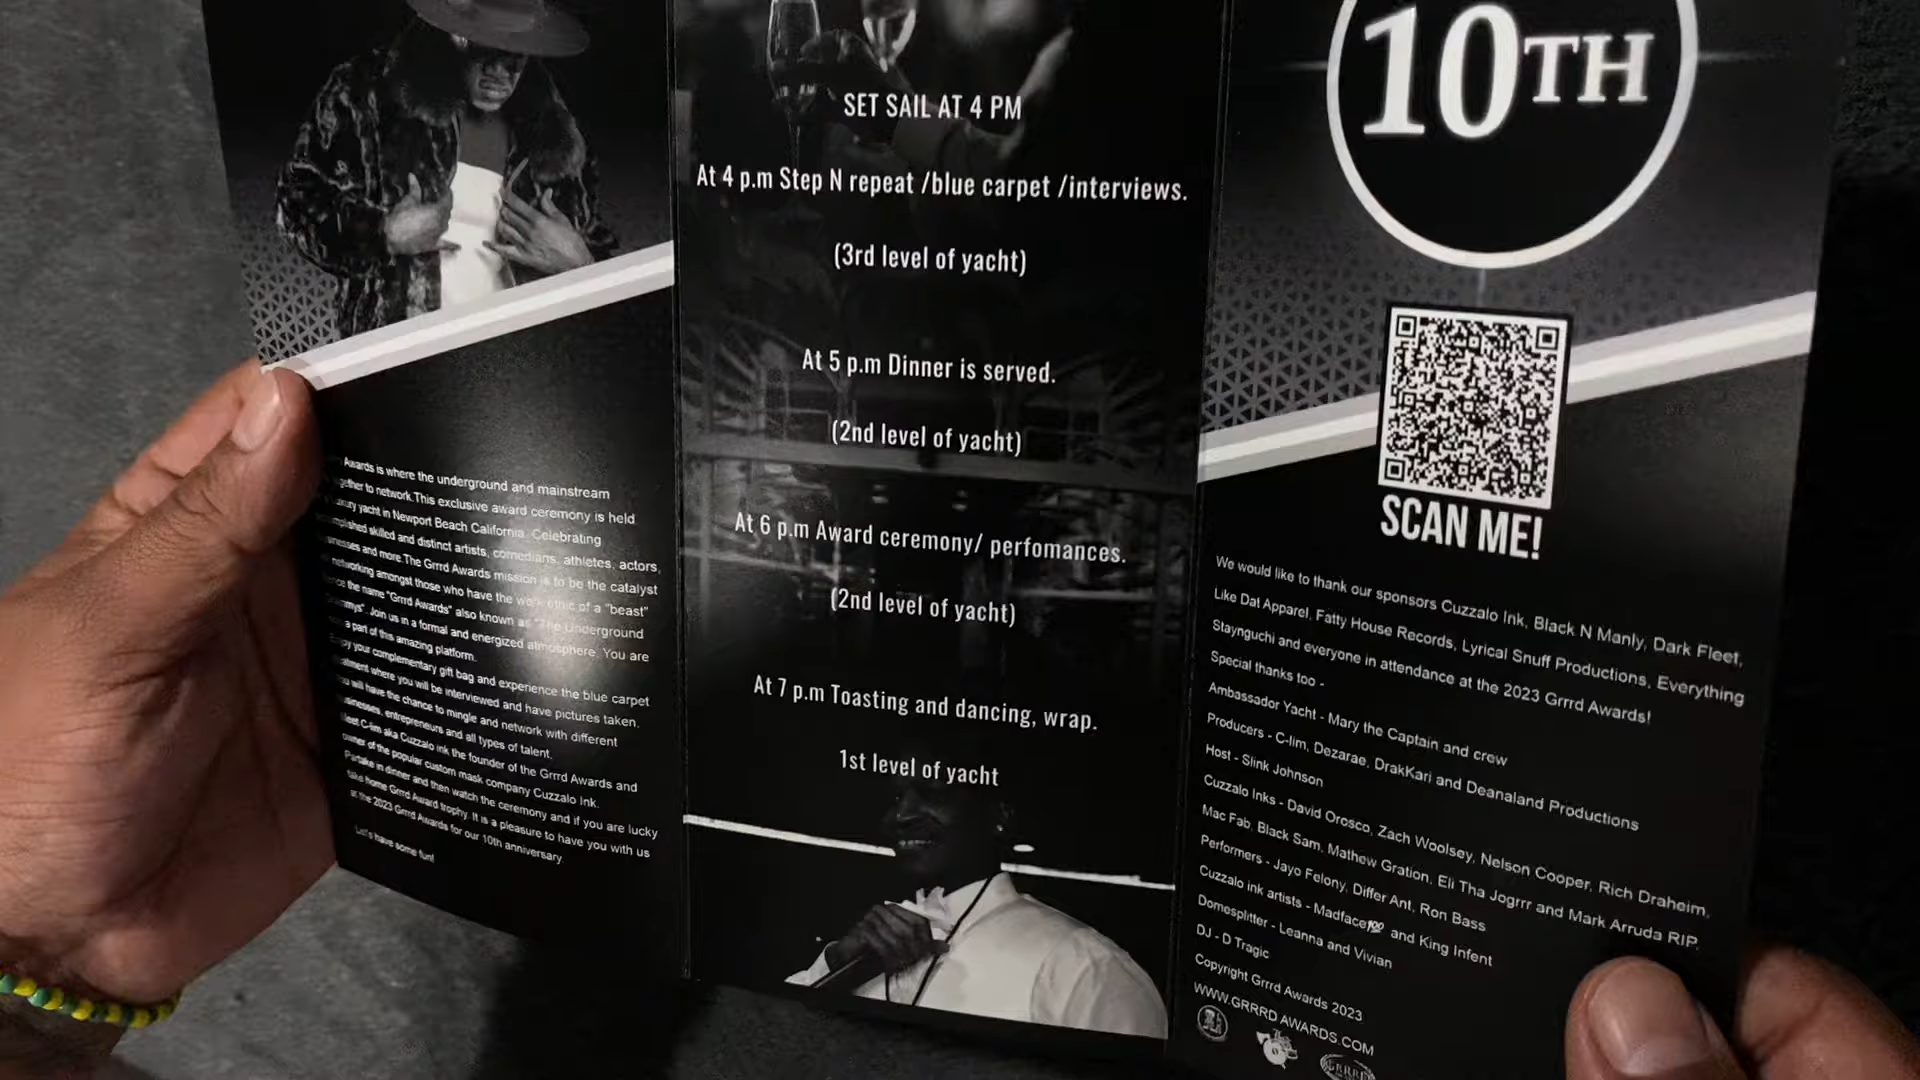 Awards is where the underground and mainstream
gether to network.This exclusive award ceremony is held
yacht in Newport Beach California. Celebrating
skilled and distinct artists, comedians, athletes, actors,
and more.The Grrrd Awards mission is to be the catalyst
networking amongst those who have the work ethic of a "beast"
the name "Grrrd Awards" also known as "The Underground
Join us in a formal and energized atmosphere. You are
a part of this amazing platform.
your complementary gift bag and experience the blue carpet
where you will be interviewed and have pictures taken.
will have the chance to mingle and network with different
entrepreneurs and all types of talent.
C-lim aka Cuzzalo ink the founder of the Grrrd Awards and
owner of the popular custom mask company Cuzzalo Ink.
Partake in dinner and then watch the ceremony and if you are lucky
take home Grrrd Award trophy. It is a pleasure to have you with us
at the 2023 Grrrd Awards for our 10th anniversary.
Let's have some fun!
SET SAIL AT 4 PM
At 4 p.m Step N repeat /blue carpet /interviews.
(3rd level of yacht)
At 5 p.m Dinner is served.
(2nd level of yacht)
At 6 p.m Award ceremony/ perfomances.
(2nd level of yacht)
At 7 p.m Toasting and dancing, wrap.
1st level of yacht
10TH
SCAN ME!
We would like to thank our sponsors Cuzzalo Ink, Black N Manly, Dark Fleet,
Like Dat Apparel, Fatty House Records, Lyrical Snuff Productions, Everything
Staynguchi and everyone in attendance at the 2023 Grrrd Awards!
Special thanks too -
Ambassador Yacht - Mary the Captain and crew
Producers - C-lim, Dezarae, DrakKari and Deanaland Productions
Host - Slink Johnson
Cuzzalo Inks - David Orosco, Zach Woolsey, Nelson Cooper, Rich Draheim,
Mac Fab, Black Sam, Mathew Gration, Eli Tha Jogrrr and Mark Arruda RIP.
Performers - Jayo Felony, Differ Ant, Ron Bass
Cuzzalo ink artists - Madface💯 and King Infent
Domesplitter - Leanna and Vivian
DJ - D Tragic
Copyright Grrrd Awards 2023
WWW.GRRRD AWARDS.COM